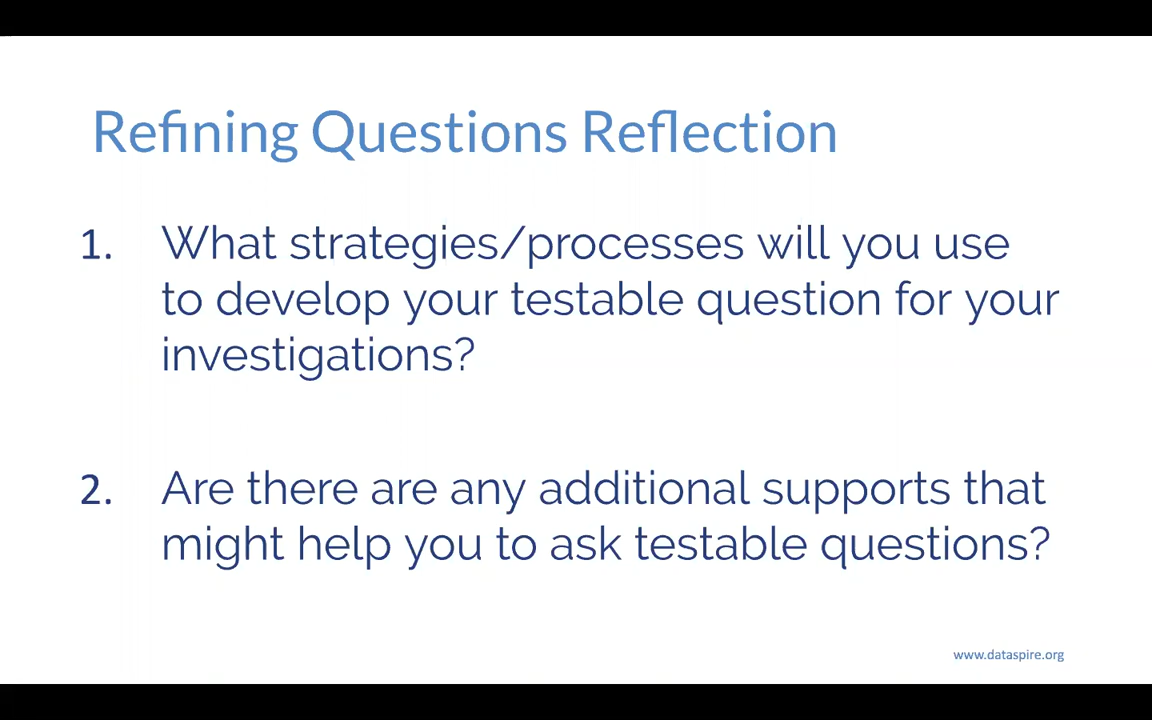 Refining Questions Reflection
1. What strategies/processes will you use
to develop your testable question for your
investigations?
2. Are there are any additional supports that
might help you to ask testable questions?
www.dataspire.org